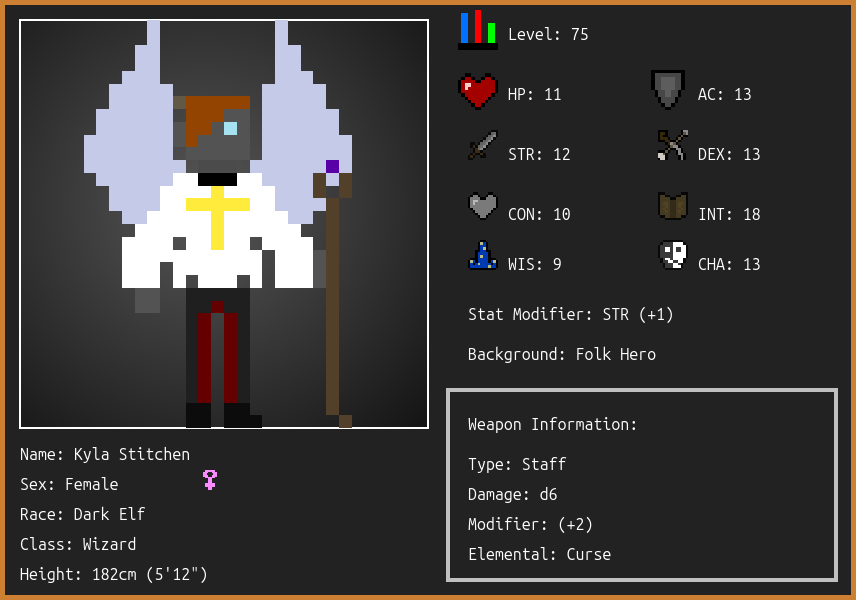 Level: 75
HP: 11
AC: 13
STR: 12
DEX: 13
CON: 10
INT: 18
WIS: 9
CHA: 13
Stat Modifier: STR (+1)
Background: Folk Hero
Weapon Information:
Type: Staff
Damage: d6
Modifier: (+2)
Elemental: Curse
Name: Kyla Stitchen
Sex: Female
Race: Dark Elf
Class: Wizard
Height: 182cm (5'12")